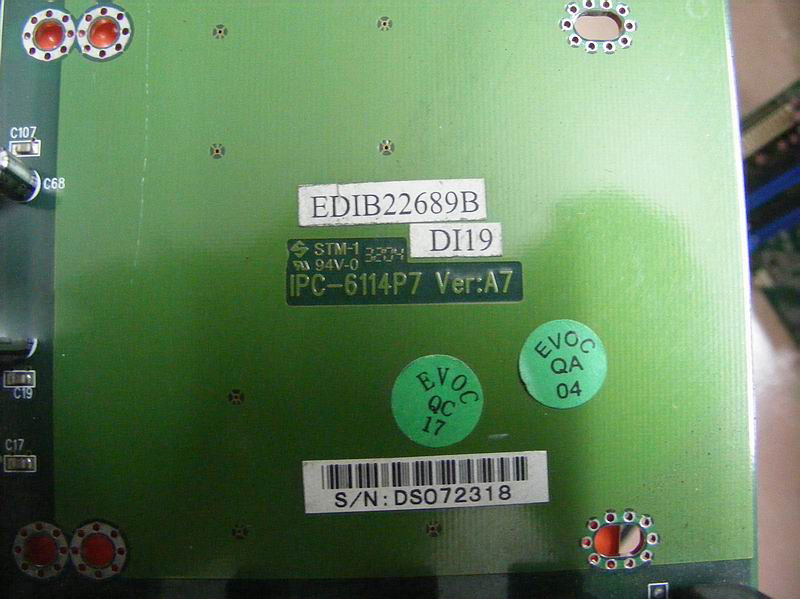 C107
C68
EDIB22689B
DI19
STM-1 3204
94V-0
IPC-6114P7 Ver:A7
EVOC
QA
04
EVOC
QC
17
C19
C17
S/N:DS072318